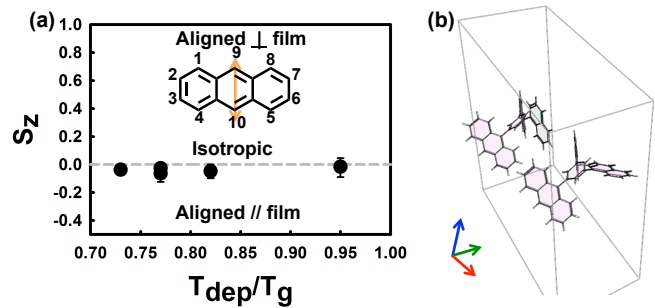 (a)
Aligned ⊥ film
1 9 8
2 7
3 6
4 10 5
Isotropic
Aligned // film
Sz
1.0
0.8
0.6
0.4
0.2
0.0
-0.2
-0.4
0.70 0.75 0.80 0.85 0.90 0.95 1.00
Tdep/Tg
(b)